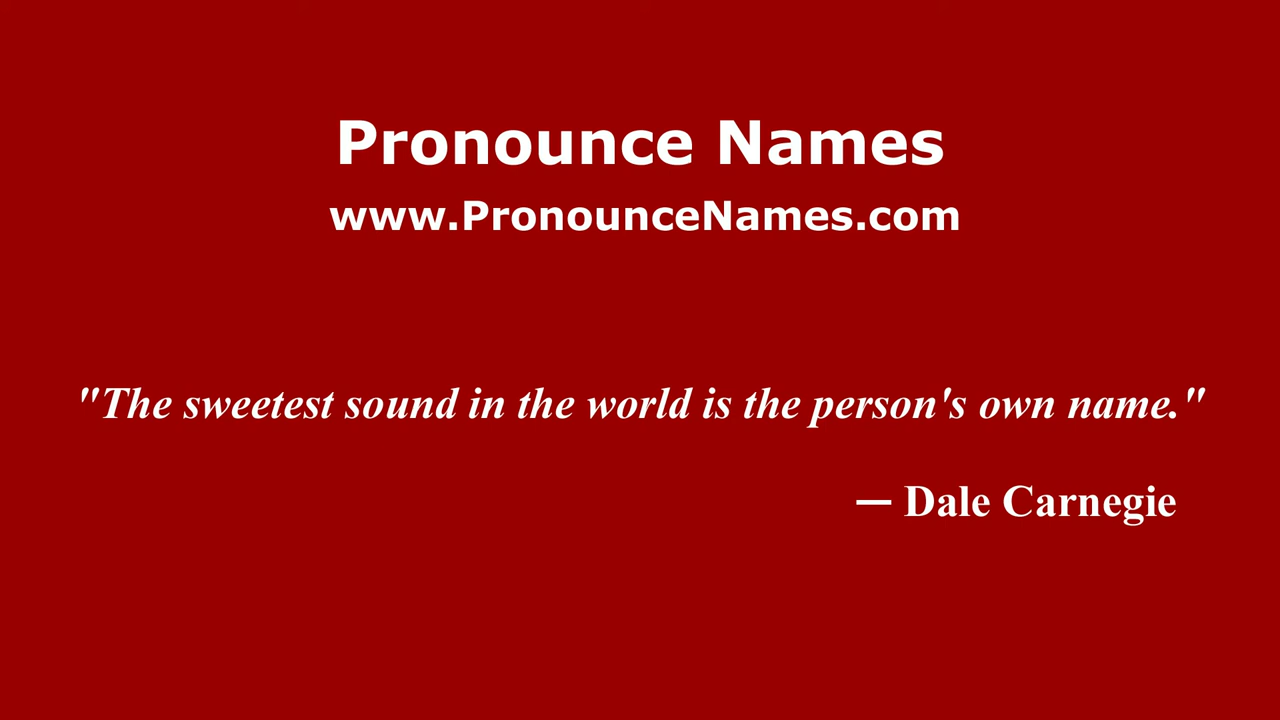 Pronounce Names
www.PronounceNames.com
"The sweetest sound in the world is the person's own name."
— Dale Carnegie